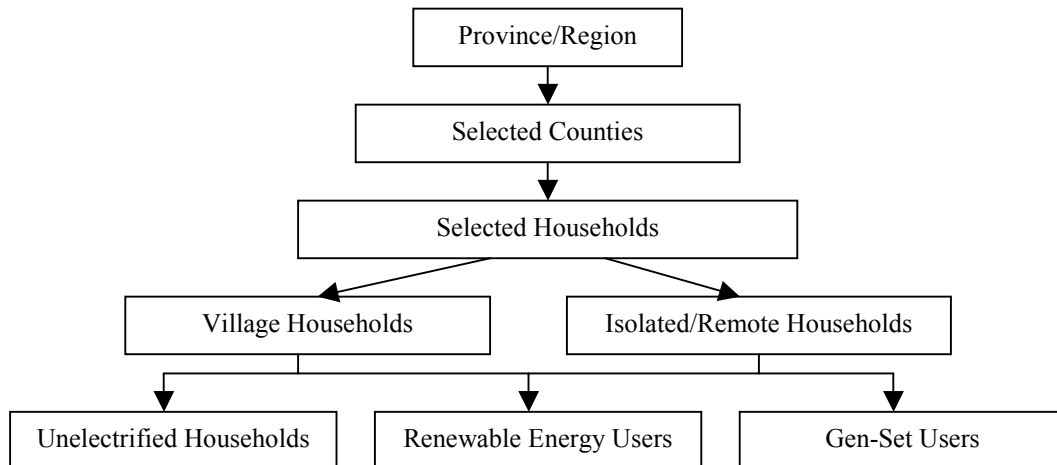 Province/Region
Selected Counties
Selected Households
Village Households
Isolated/Remote Households
Unelectrified Households
Renewable Energy Users
Gen-Set Users